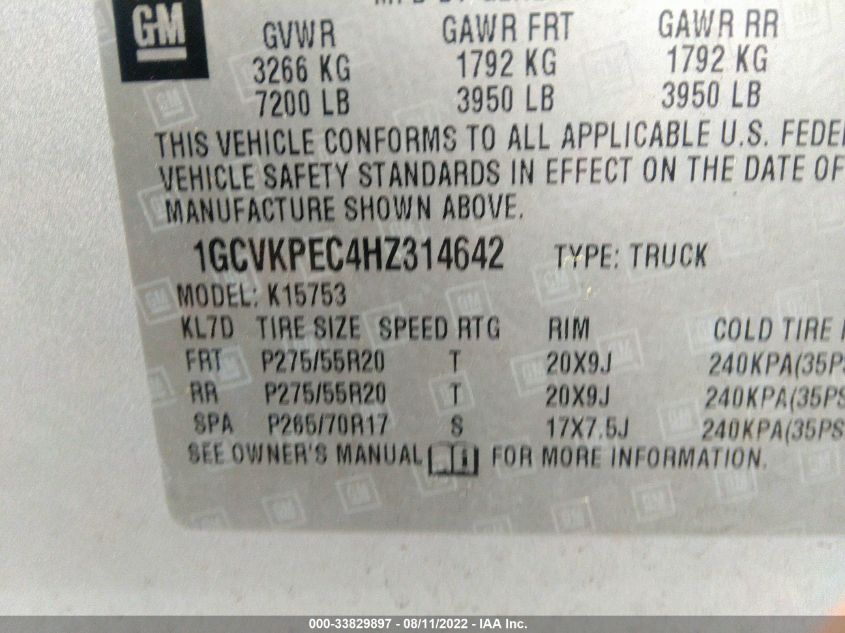 GM
GVWR GAWR FRT GAWR RR
3266 KG 1792 KG 1792 KG
7200 LB 3950 LB 3950 LB
THIS VEHICLE CONFORMS TO ALL APPLICABLE U.S. FEDE
VEHICLE SAFETY STANDARDS IN EFFECT ON THE DATE OF
MANUFACTURE SHOWN ABOVE.
1GCVKPEC4HZ314642 TYPE: TRUCK
MODEL: K15753
KL7D TIRE SIZE SPEED RTG RIM COLD TIRE
FRT P275/55R20 T 20X9J 240KPA(35PS
RR P275/55R20 T 20X9J 240KPA(35PS
SPA P265/70R17 S 17X7.5J 240KPA(35PS
SEE OWNER'S MANUAL FOR MORE INFORMATION.
000-33829897 - 08/11/2022 - IAA Inc.